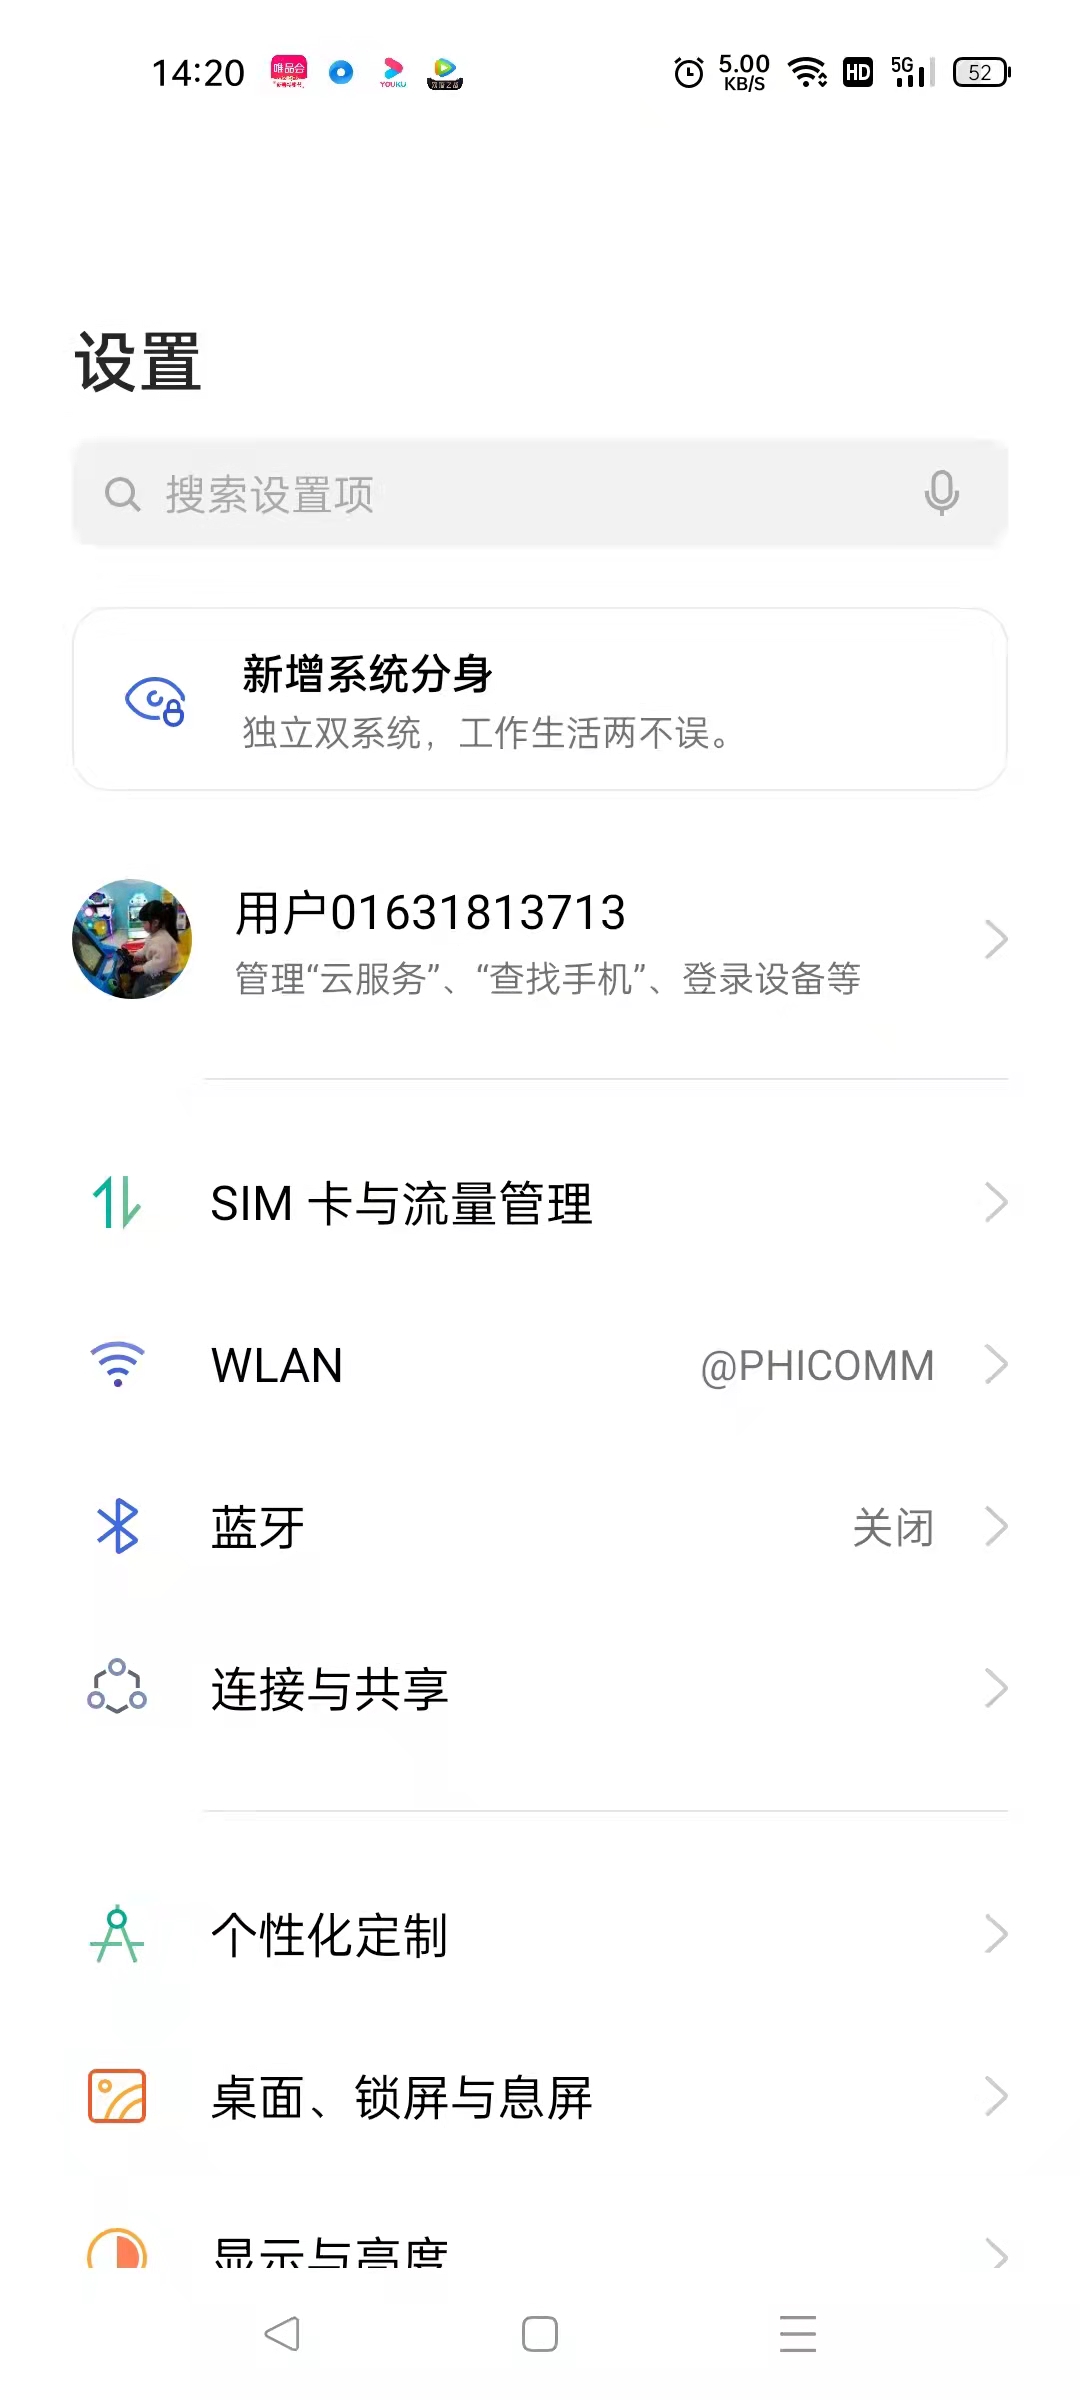 14:20
唯品会
YOUKU
5.00
KB/S
HD
5G
52
设置
搜索设置项
新增系统分身
独立双系统，工作生活两不误。
用户01631813713
管理“云服务”、“查找手机”、登录设备等
SIM 卡与流量管理
WLAN
@PHICOMM
蓝牙
关闭
连接与共享
个性化定制
桌面、锁屏与息屏
显示与亮度